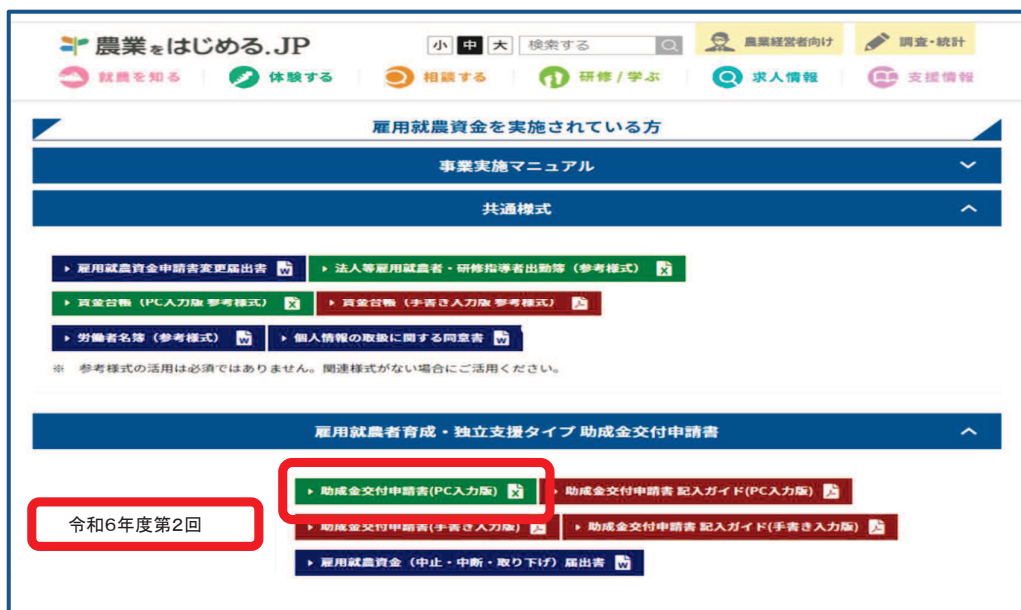 農業をはじめる.JP 小 中 大 検索する 農業経営者向け 調査・統計
就農を知る 体験する 相談する 研修/学ぶ 求人情報 支援情報
雇用就農資金を実施されている方
事業実施マニュアル
共通様式
雇用就農資金申請書変更届出書 法人等雇用就農者・研修指導者出勤簿（参考様式）
賃金台帳（PC入力版 参考様式） 賃金台帳（手書き入力版 参考様式）
労働者名簿（参考様式） 個人情報の取扱に関する同意書
※ 参考様式の活用は必須ではありません。関連様式がない場合にご活用ください。
雇用就農者育成・独立支援タイプ 助成金交付申請書
助成金交付申請書(PC入力版) 助成金交付申請書 記入ガイド(PC入力版)
令和6年度第2回 助成金交付申請書(手書き入力版) 助成金交付申請書 記入ガイド(手書き入力版)
雇用就農資金（中止・中断・取り下げ）届出書